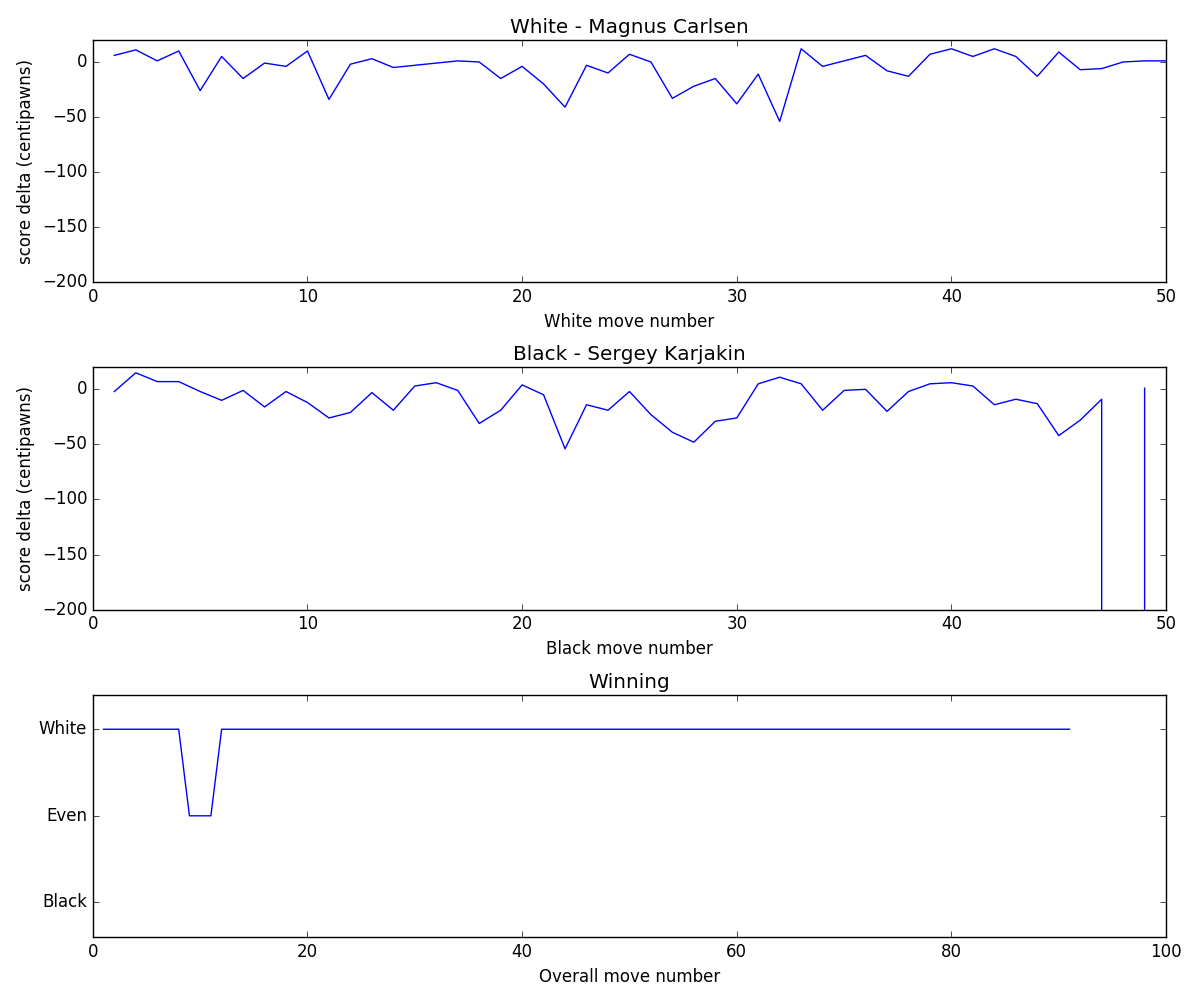 White - Magnus Carlsen
score delta (centipawns)
0
−50
−100
−150
−200
0 10 20 30 40 50
White move number
Black - Sergey Karjakin
score delta (centipawns)
0
−50
−100
−150
−200
0 10 20 30 40 50
Black move number
Winning
White
Even
Black
0 20 40 60 80 100
Overall move number